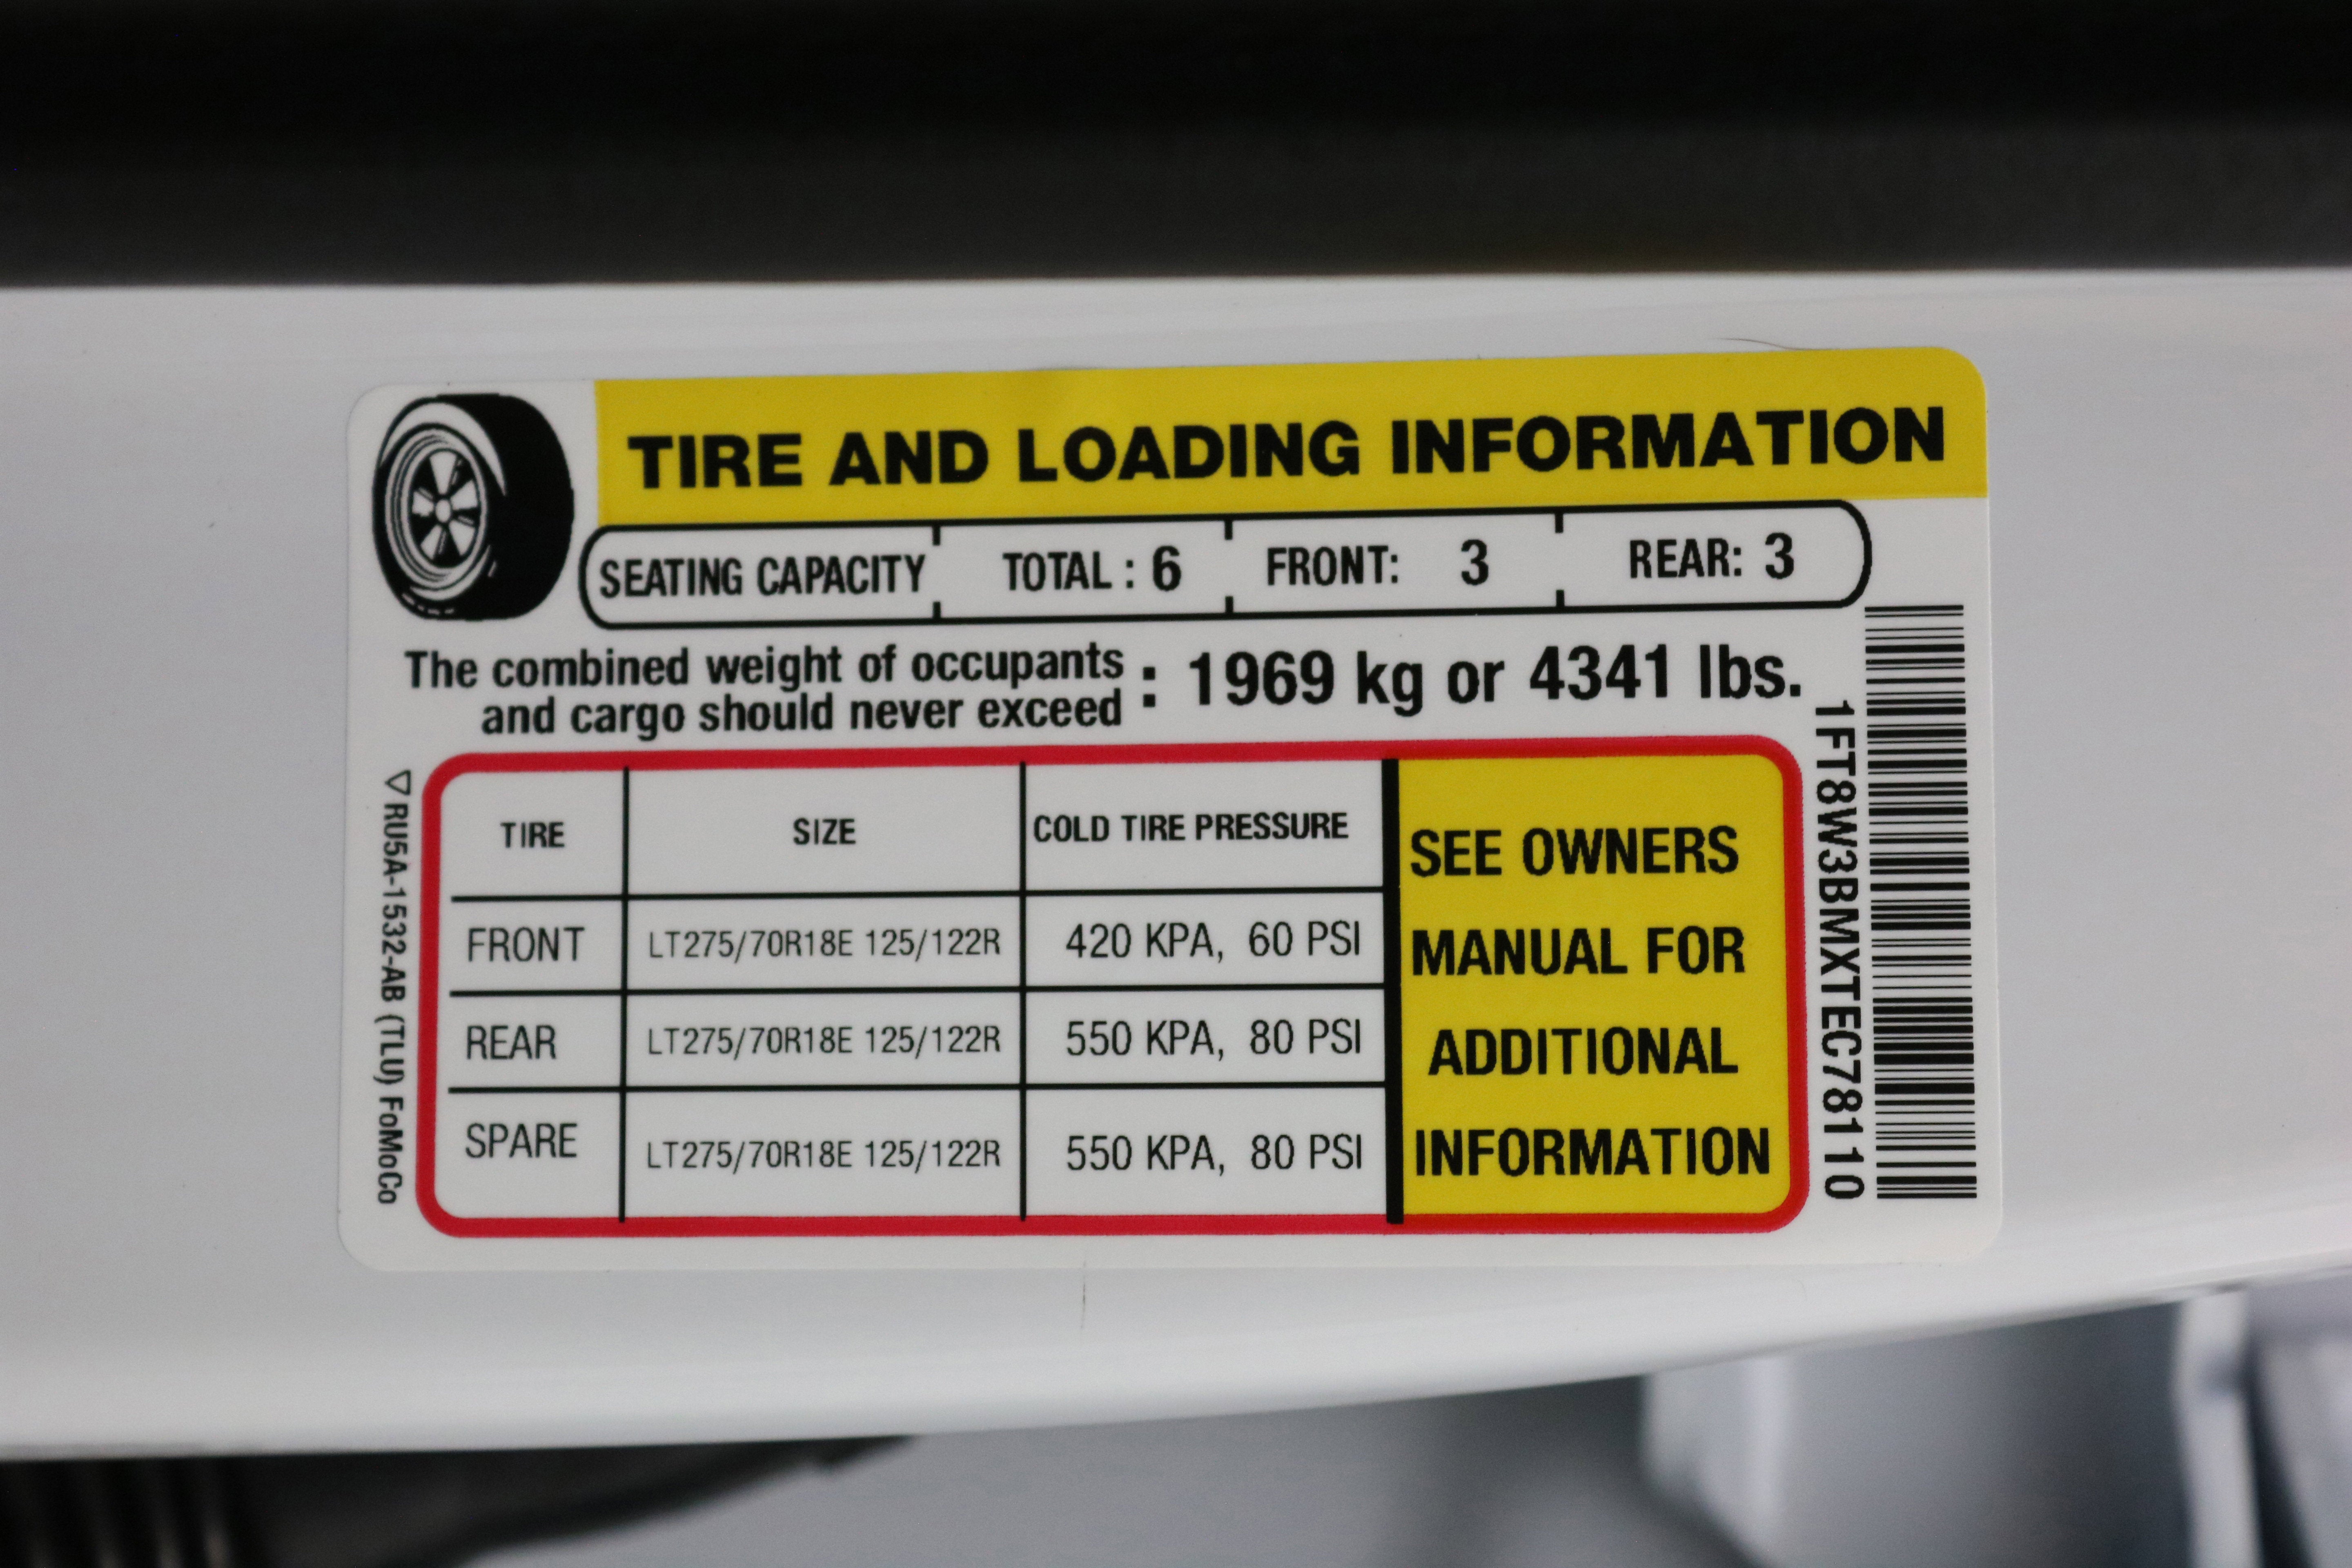 TIRE AND LOADING INFORMATION
SEATING CAPACITY TOTAL : 6 FRONT: 3 REAR: 3
The combined weight of occupants
and cargo should never exceed : 1969 kg or 4341 lbs.
TIRE SIZE COLD TIRE PRESSURE
FRONT LT275/70R18E 125/122R 420 KPA, 60 PSI
REAR LT275/70R18E 125/122R 550 KPA, 80 PSI
SPARE LT275/70R18E 125/122R 550 KPA, 80 PSI
SEE OWNERS
MANUAL FOR
ADDITIONAL
INFORMATION
RU5A-1532-AB (TLU) FoMoCo
1FT8W3BMXTEC78110